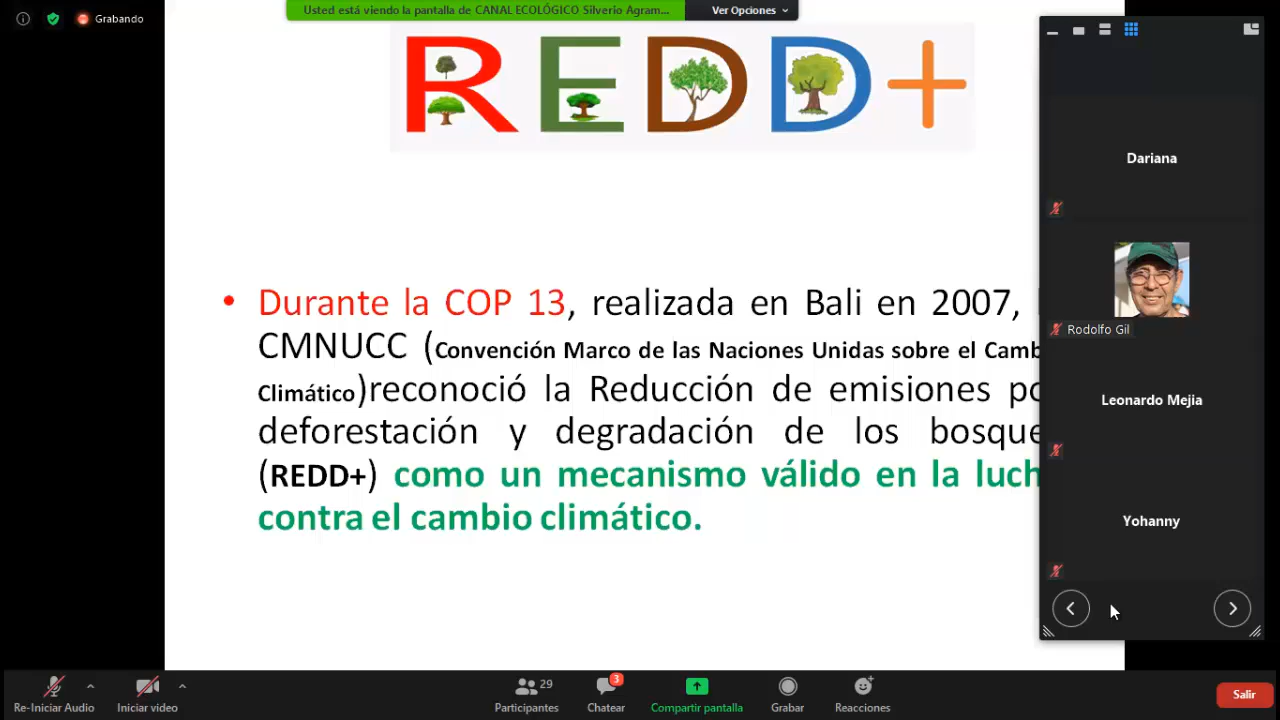 Grabando
Usted está viendo la pantalla de CANAL ECOLÓGICO Silverio Agram...
Ver Opciones
REDD+
Durante la COP 13, realizada en Bali en 2007,
CMNUCC (Convención Marco de las Naciones Unidas sobre el Camb
Climático)reconoció la Reducción de emisiones po
deforestación y degradación de los bosque
(REDD+) como un mecanismo válido en la luch
contra el cambio climático.
Dariana
Rodolfo Gil
Leonardo Mejia
Yohanny
Re-Iniciar Audio
Iniciar video
29
Participantes
3
Chatear
Compartir pantalla
Grabar
Reacciones
Salir